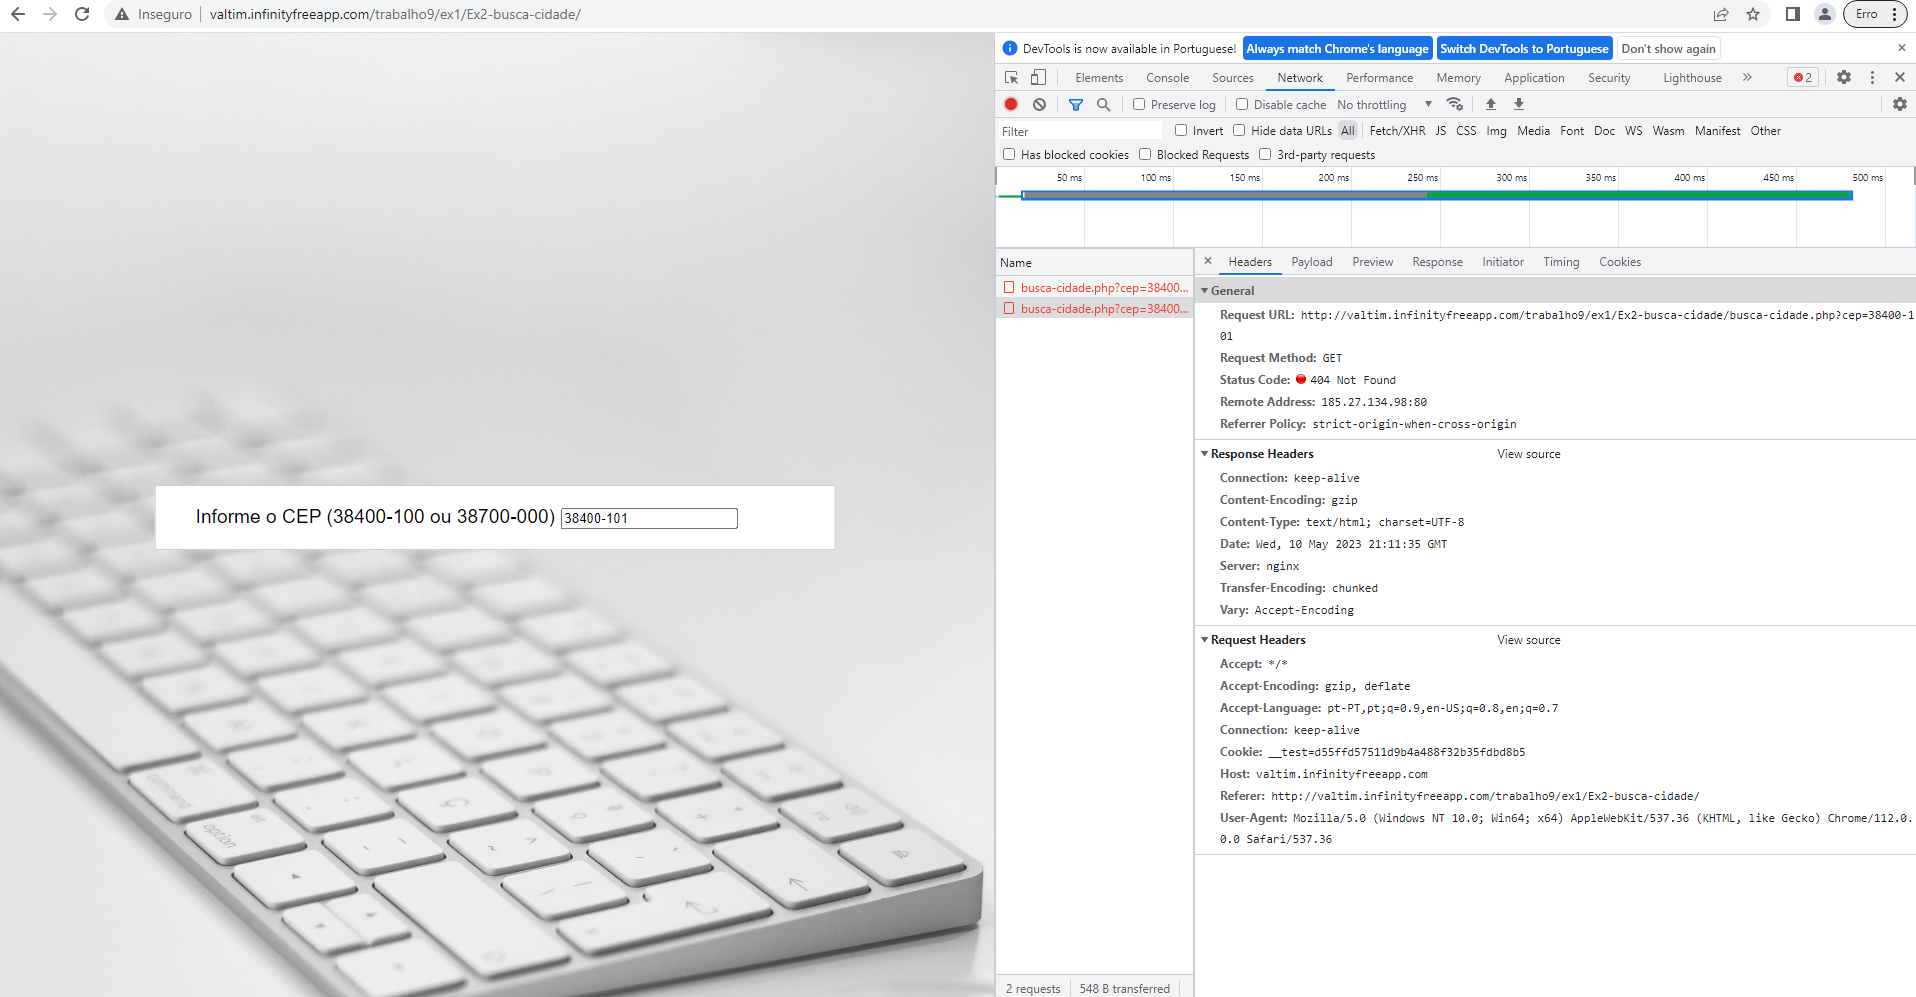 Inseguro | valtim.infinityfreeapp.com/trabalho9/ex1/Ex2-busca-cidade/
Erro
DevTools is now available in Portuguese! Always match Chrome's language Switch DevTools to Portuguese Don't show again
Elements Console Sources Network Performance Memory Application Security Lighthouse » 2
Preserve log Disable cache No throttling
Filter Invert Hide data URLs All Fetch/XHR JS CSS Img Media Font Doc WS Wasm Manifest Other
Has blocked cookies Blocked Requests 3rd-party requests
50 ms 100 ms 150 ms 200 ms 250 ms 300 ms 350 ms 400 ms 450 ms 500 ms
Name
busca-cidade.php?cep=38400...
busca-cidade.php?cep=38400...
Headers Payload Preview Response Initiator Timing Cookies
General
Request URL: http://valtim.infinityfreeapp.com/trabalho9/ex1/Ex2-busca-cidade/busca-cidade.php?cep=38400-1
01
Request Method: GET
Status Code: 404 Not Found
Remote Address: 185.27.134.98:80
Referrer Policy: strict-origin-when-cross-origin
Response Headers View source
Connection: keep-alive
Content-Encoding: gzip
Content-Type: text/html; charset=UTF-8
Date: Wed, 10 May 2023 21:11:35 GMT
Server: nginx
Transfer-Encoding: chunked
Vary: Accept-Encoding
Request Headers View source
Accept: */*
Accept-Encoding: gzip, deflate
Accept-Language: pt-PT,pt;q=0.9,en-US;q=0.8,en;q=0.7
Connection: keep-alive
Cookie: __test=d55ffd57511d9b4a488f32b35fdbd8b5
Host: valtim.infinityfreeapp.com
Referer: http://valtim.infinityfreeapp.com/trabalho9/ex1/Ex2-busca-cidade/
User-Agent: Mozilla/5.0 (Windows NT 10.0; Win64; x64) AppleWebKit/537.36 (KHTML, like Gecko) Chrome/112.0.
0.0 Safari/537.36
2 requests 548 B transferred
Informe o CEP (38400-100 ou 38700-000) 38400-101
command
alt
option